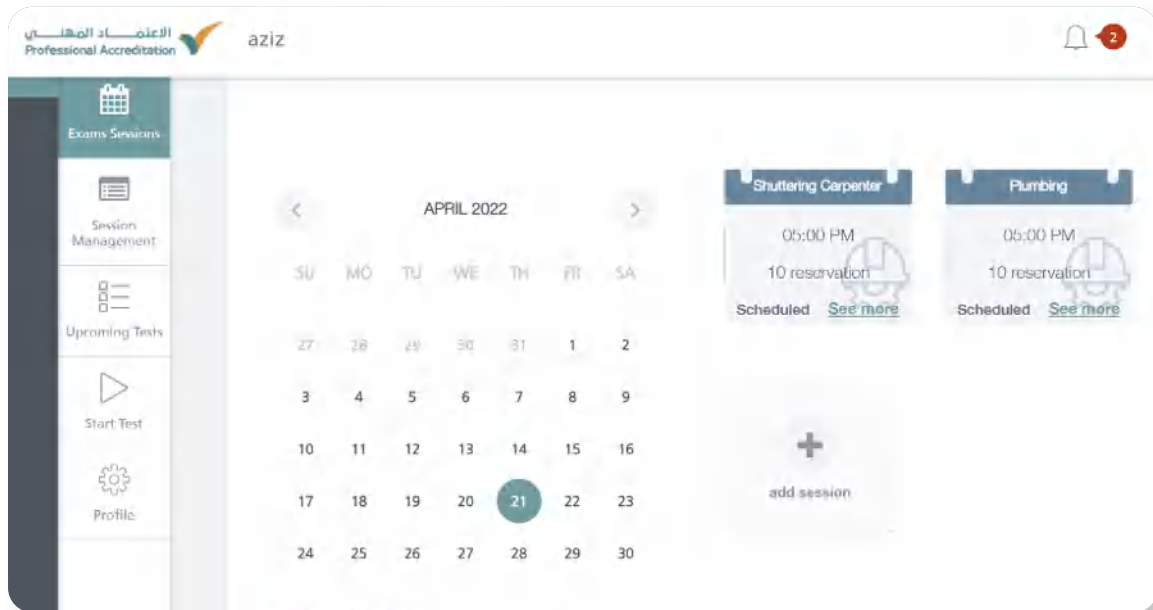 الاعتماد المهني
Professional Accreditation
aziz
2
Exams Sessions
Session
Management
Upcoming Tests
Start Test
Profile
APRIL 2022
SU MO TU WE TH FR SA
27 28 29 30 31 1 2
3 4 5 6 7 8 9
10 11 12 13 14 15 16
17 18 19 20 21 22 23
24 25 26 27 28 29 30
Shuttering Carpenter
05:00 PM
10 reservation
Scheduled See more
Plumbing
05:00 PM
10 reservation
Scheduled See more
add session